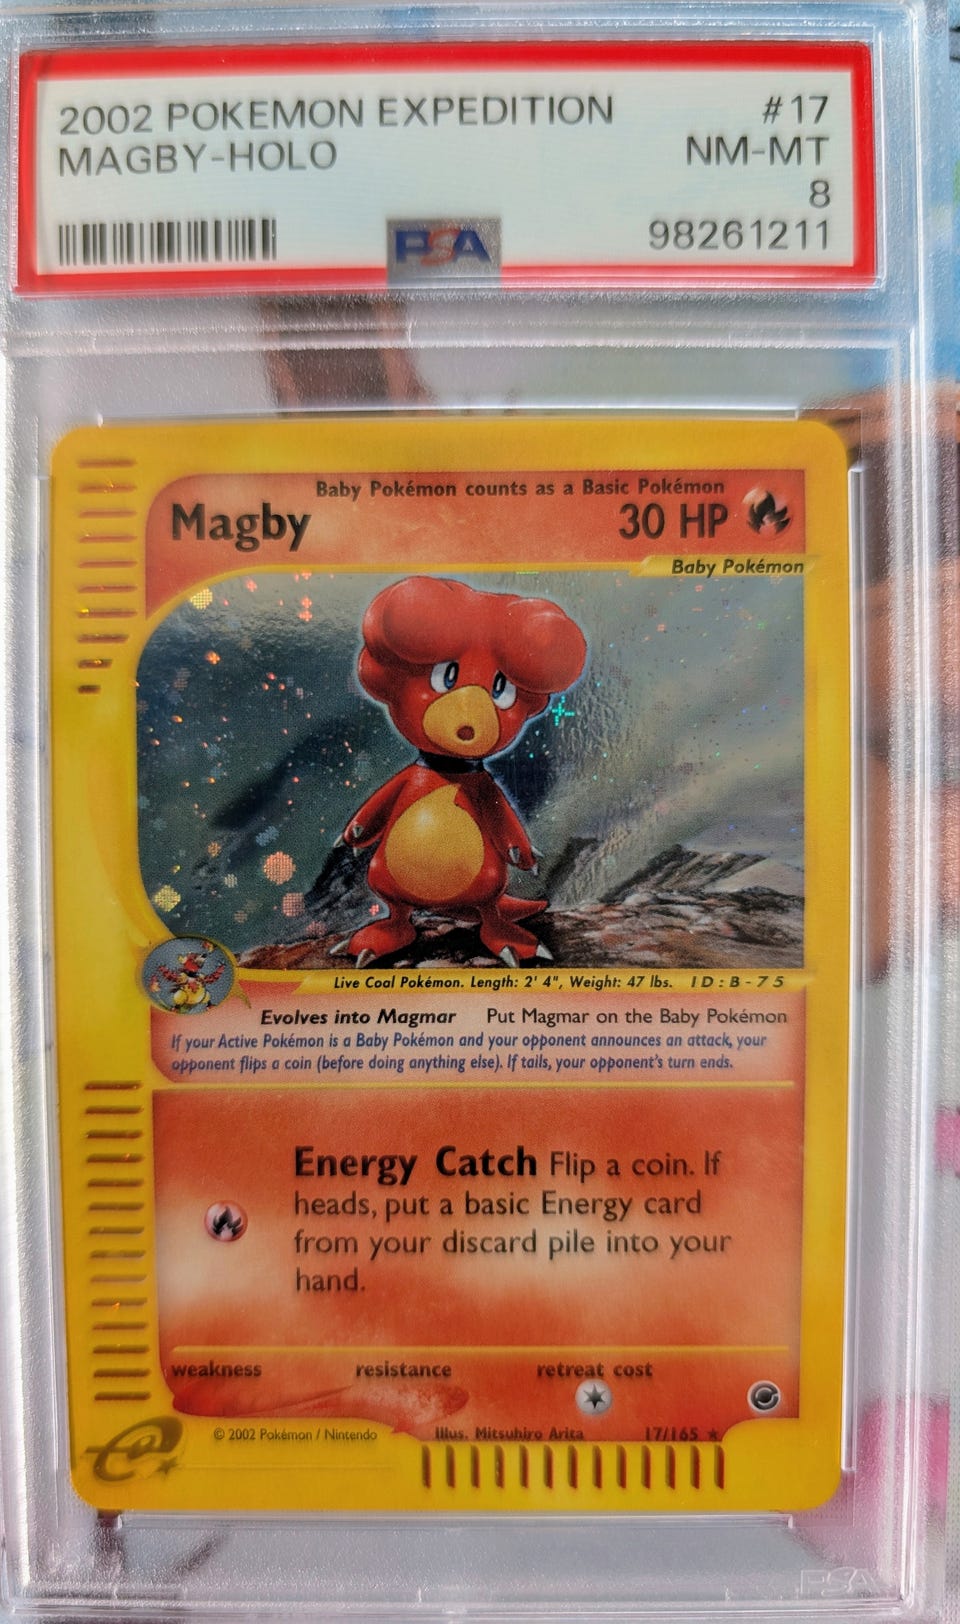 2002 POKEMON EXPEDITION #17
MAGBY-HOLO NM-MT
8
PSA 98261211
Baby Pokémon counts as a Basic Pokémon
Magby 30 HP
Baby Pokémon
Live Coal Pokémon. Length: 2' 4", Weight: 47 lbs. ID:B-75
Evolves into Magmar Put Magmar on the Baby Pokémon
If your Active Pokémon is a Baby Pokémon and your opponent announces an attack, your
opponent flips a coin (before doing anything else). If tails, your opponent's turn ends.
Energy Catch Flip a coin. If
heads, put a basic Energy card
from your discard pile into your
hand.
weakness resistance retreat cost
© 2002 Pokémon / Nintendo Illus. Mitsuhiro Arita 17/165 ★
e
PSA